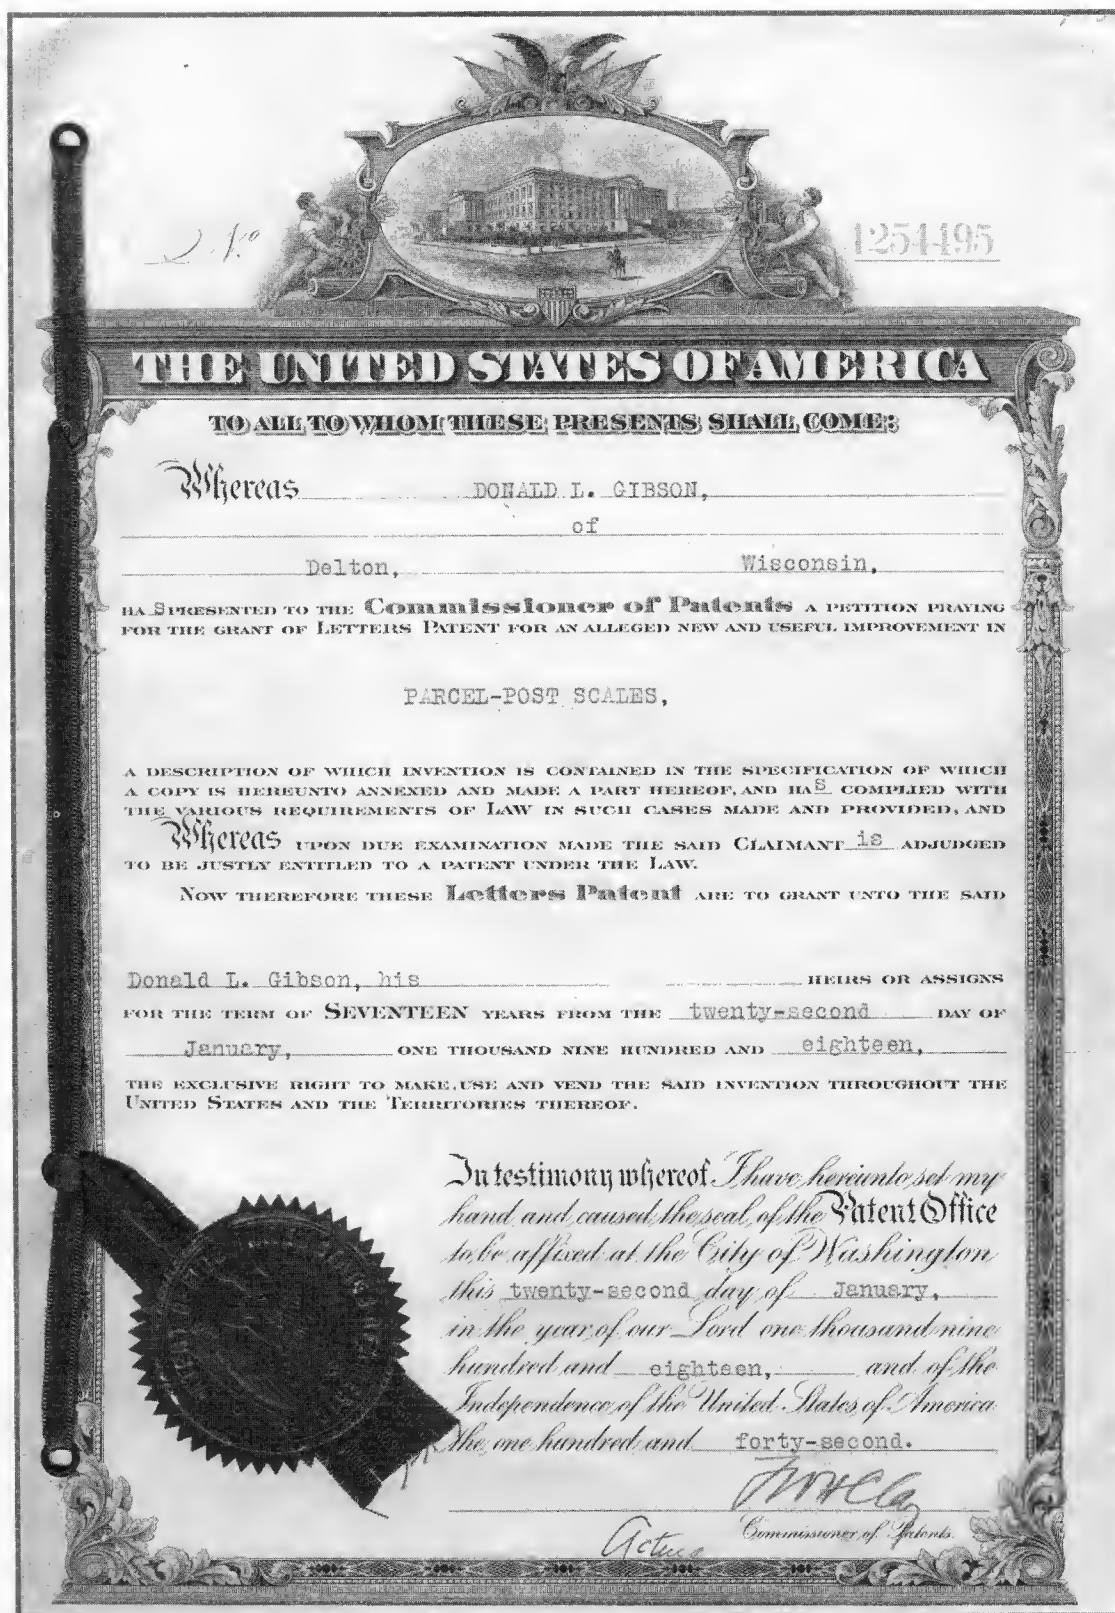 1254495
THE UNITED STATES OF AMERICA
TO ALL TO WHOM THESE PRESENTS SHALL COME:
Whereas DONALD L. GIBSON,
of
Delton, Wisconsin,
HAS PRESENTED TO THE Commissioner of Patents A PETITION PRAYING
FOR THE GRANT OF LETTERS PATENT FOR AN ALLEGED NEW AND USEFUL IMPROVEMENT IN
PARCEL-POST SCALES,
A DESCRIPTION OF WHICH INVENTION IS CONTAINED IN THE SPECIFICATION OF WHICH
A COPY IS HEREUNTO ANNEXED AND MADE A PART HEREOF, AND HAS COMPLIED WITH
THE VARIOUS REQUIREMENTS OF LAW IN SUCH CASES MADE AND PROVIDED, AND
Whereas UPON DUE EXAMINATION MADE THE SAID CLAIMANT is ADJUDGED
TO BE JUSTLY ENTITLED TO A PATENT UNDER THE LAW.
NOW THEREFORE THESE Letters Patent ARE TO GRANT UNTO THE SAID
Donald L. Gibson, his HEIRS OR ASSIGNS
FOR THE TERM OF SEVENTEEN YEARS FROM THE twenty-second DAY OF
January, ONE THOUSAND NINE HUNDRED AND eighteen,
THE EXCLUSIVE RIGHT TO MAKE, USE AND VEND THE SAID INVENTION THROUGHOUT THE
UNITED STATES AND THE TERRITORIES THEREOF.
In testimony whereof I have hereunto set my
hand and caused the seal of the Patent Office
to be affixed at the City of Washington
this twenty-second day of January,
in the year of our Lord one thousand nine
hundred and eighteen, and of the
Independence of the United States of America
the one hundred and forty-second.
Commissioner of Patents.
Acting